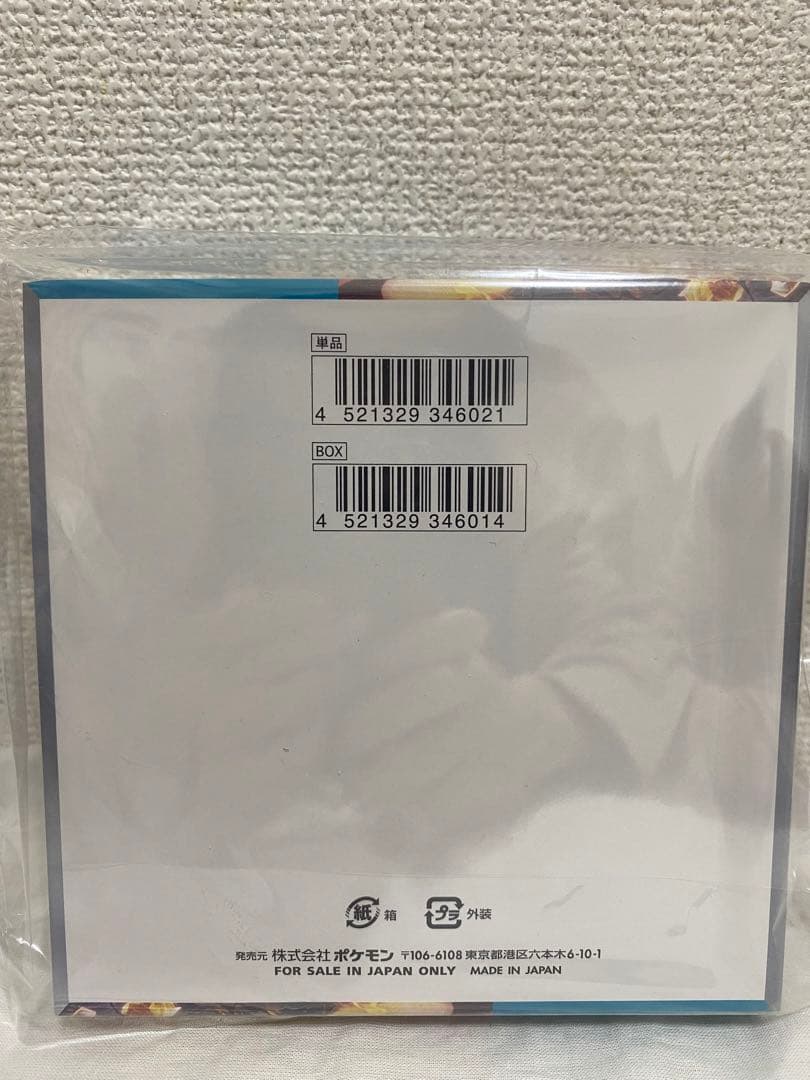 単品
4 521329 346021
BOX
4 521329 346014
紙 箱 プラ 外装
発売元 株式会社 ポケモン 〒106-6108 東京都港区六本木6-10-1
FOR SALE IN JAPAN ONLY MADE IN JAPAN